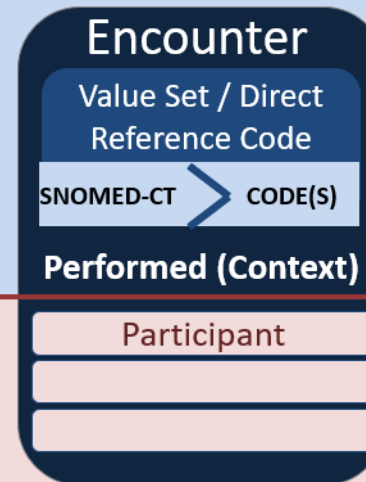 Encounter
Value Set / Direct
Reference Code
SNOMED-CT CODE(S)
Performed (Context)
Participant